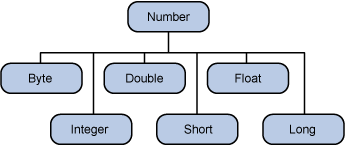 Number
Byte
Double
Float
Integer
Short
Long